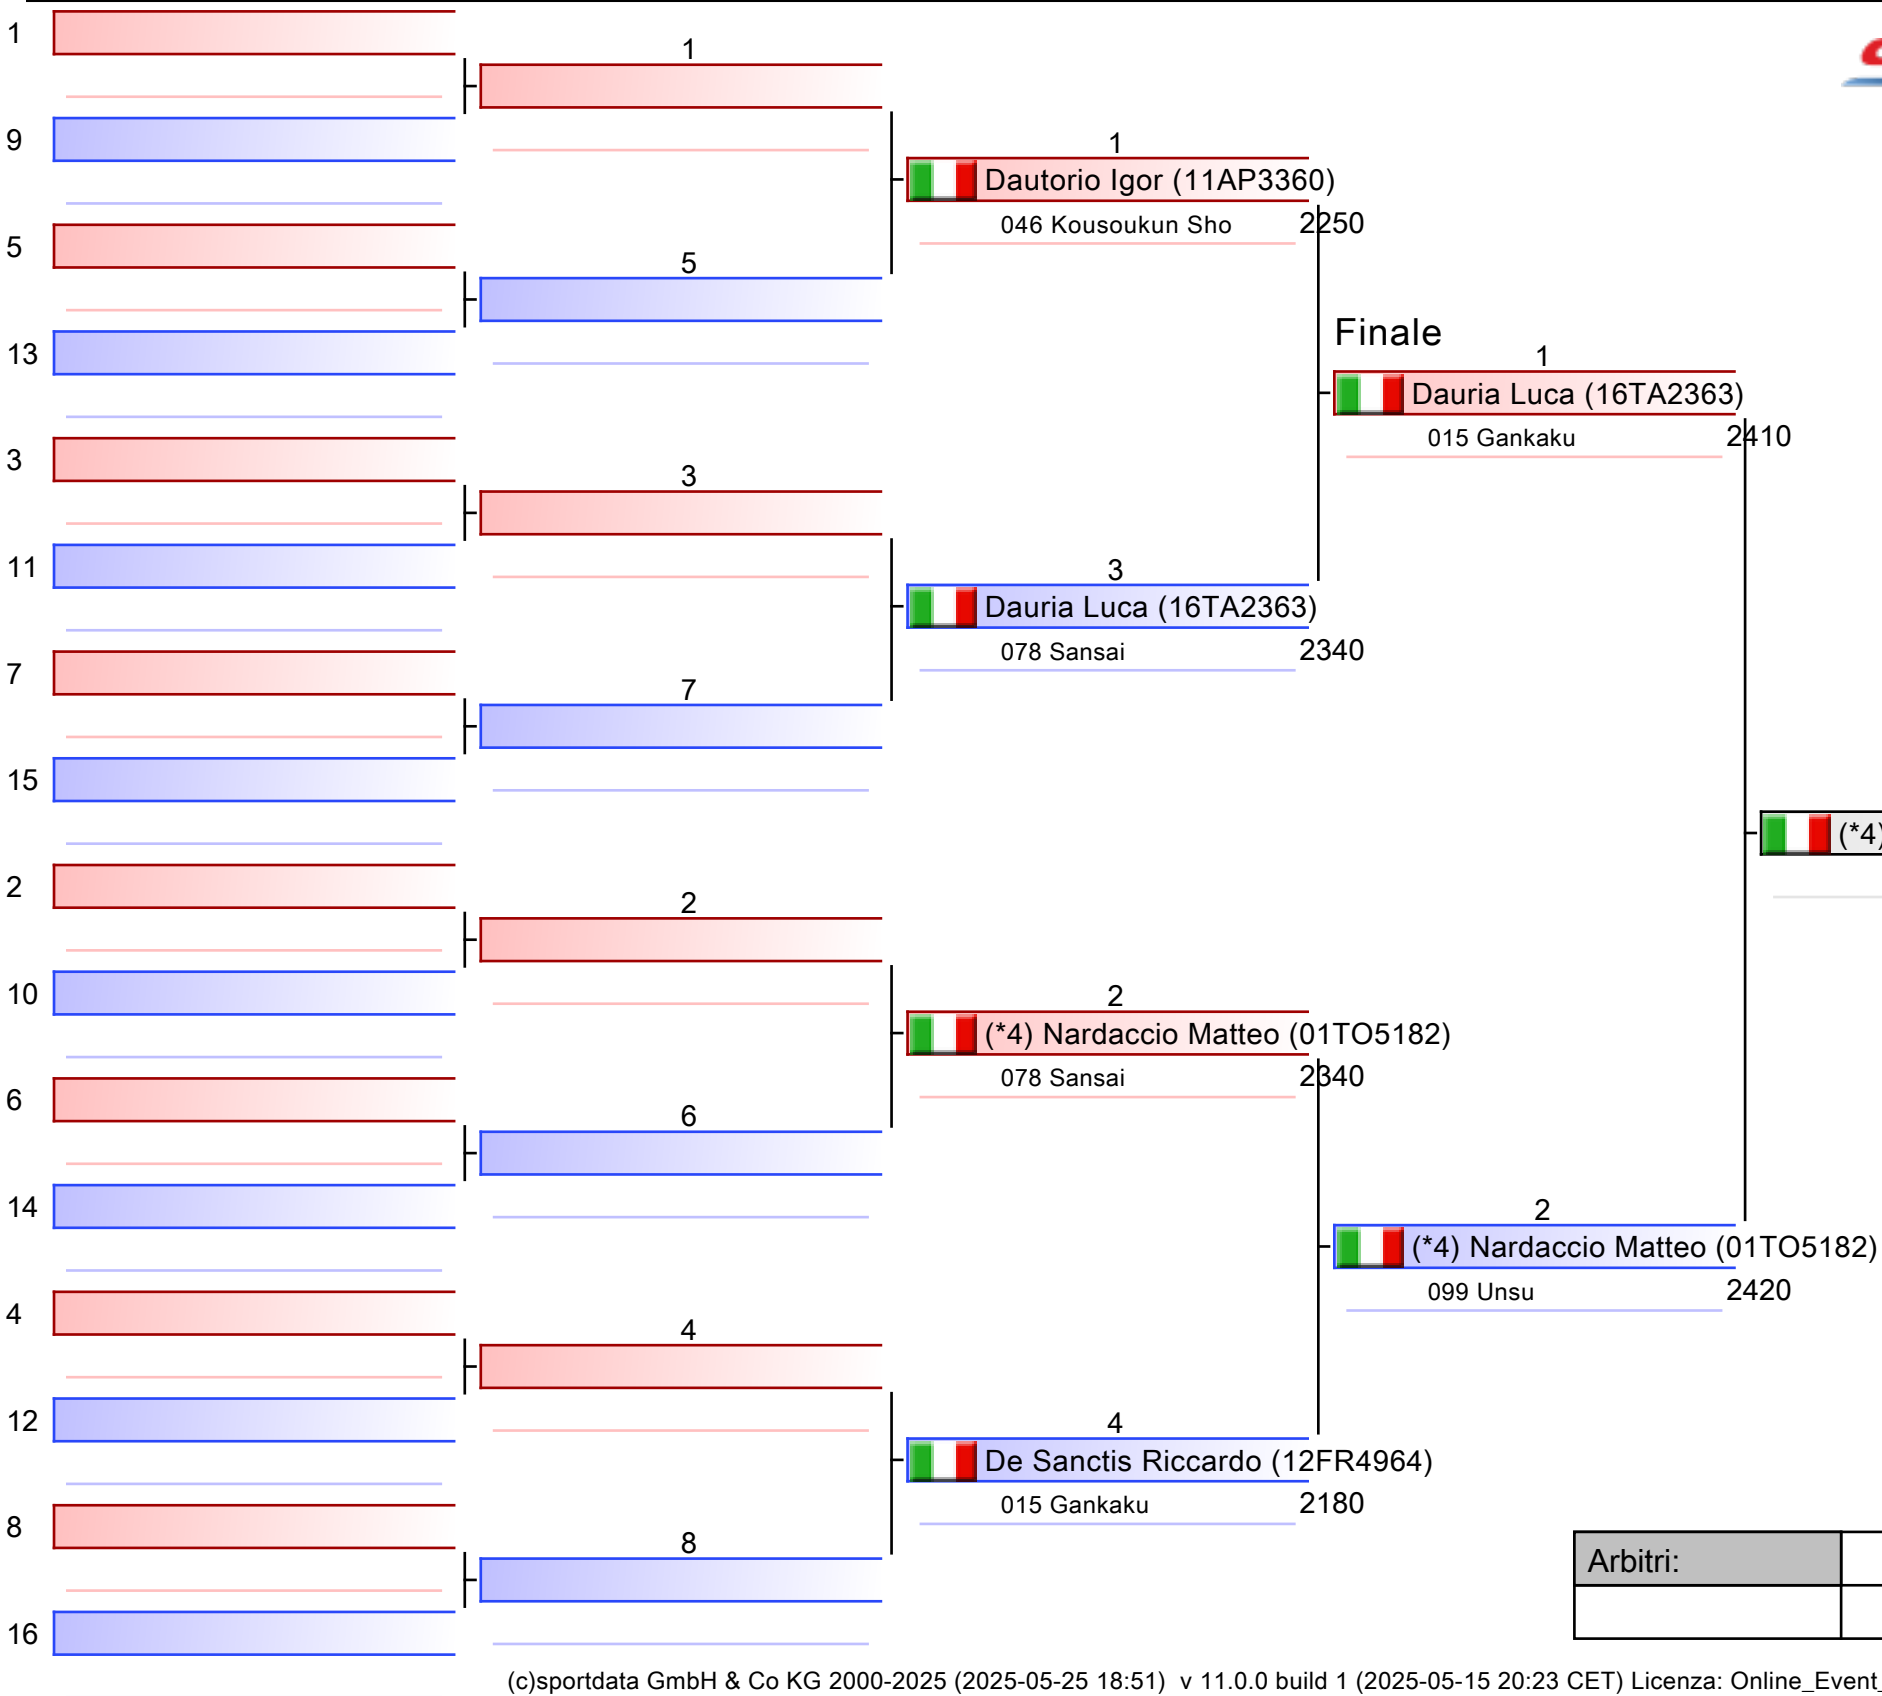 1
1
9
1
Dautorio Igor (11AP3360)
046 Kousoukun Sho 2250
5
5
13
Finale
1
Dauria Luca (16TA2363)
015 Gankaku 2410
3
3
11
3
Dauria Luca (16TA2363)
078 Sansai 2340
7
7
15
(*4)
2
2
10
2
(*4) Nardaccio Matteo (01TO5182)
078 Sansai 2340
6
6
14
2
(*4) Nardaccio Matteo (01TO5182)
099 Unsu 2420
4
4
12
4
De Sanctis Riccardo (12FR4964)
015 Gankaku 2180
8
8
16
Arbitri:
(c)sportdata GmbH & Co KG 2000-2025 (2025-05-25 18:51) v 11.0.0 build 1 (2025-05-15 20:23 CET) Licenza: Online_Event_